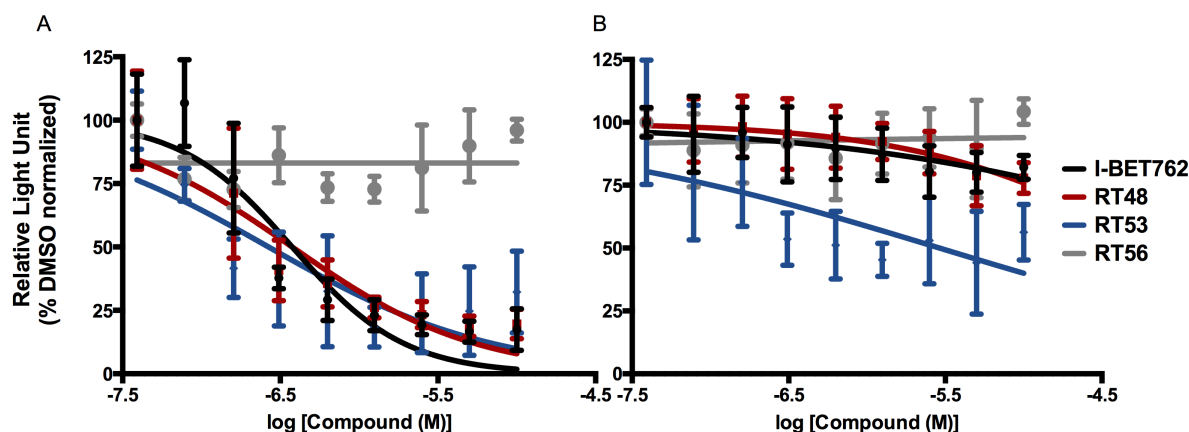 A
B
Relative Light Unit
(% DMSO normalized)
125
100
75
50
25
0
-7.5
-6.5
-5.5
-4.5
log [Compound (M)]
125
100
75
50
25
0
-7.5
-6.5
-5.5
-4.5
log [Compound (M)]
I-BET762
RT48
RT53
RT56